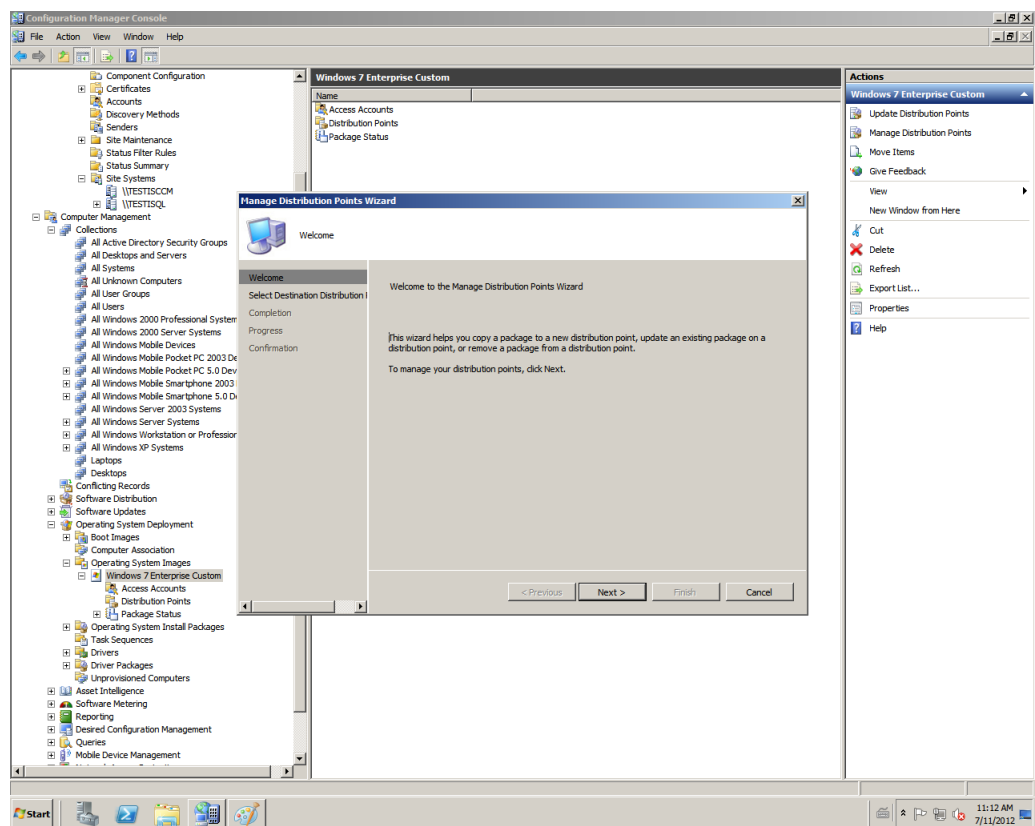 Configuration Manager Console
File Action View Window Help
Component Configuration
Certificates
Accounts
Discovery Methods
Senders
Site Maintenance
Status Filter Rules
Status Summary
Site Systems
\\TESTISCCM
\\TESTISQL
Computer Management
Collections
All Active Directory Security Groups
All Desktops and Servers
All Systems
All Unknown Computers
All User Groups
All Users
All Windows 2000 Professional System
All Windows 2000 Server Systems
All Windows Mobile Devices
All Windows Mobile Pocket PC 2003 De
All Windows Mobile Pocket PC 5.0 Dev
All Windows Mobile Smartphone 2003
All Windows Mobile Smartphone 5.0 D
All Windows Server 2003 Systems
All Windows Server Systems
All Windows Workstation or Profession
All Windows XP Systems
Laptops
Desktops
Conflicting Records
Software Distribution
Software Updates
Operating System Deployment
Boot Images
Computer Association
Operating System Images
Windows 7 Enterprise Custom
Access Accounts
Distribution Points
Package Status
Operating System Install Packages
Task Sequences
Drivers
Driver Packages
Unprovisioned Computers
Asset Intelligence
Software Metering
Reporting
Desired Configuration Management
Queries
Mobile Device Management
Windows 7 Enterprise Custom
Name
Access Accounts
Distribution Points
Package Status
Manage Distribution Points Wizard
Welcome
Welcome
Select Destination Distribution
Completion
Progress
Confirmation
Welcome to the Manage Distribution Points Wizard
This wizard helps you copy a package to a new distribution point, update an existing package on a
distribution point, or remove a package from a distribution point.
To manage your distribution points, click Next.
< Previous Next > Finish Cancel
Actions
Windows 7 Enterprise Custom
Update Distribution Points
Manage Distribution Points
Move Items
Give Feedback
View
New Window from Here
Cut
Delete
Refresh
Export List...
Properties
Help
Start
11:12 AM
7/11/2012